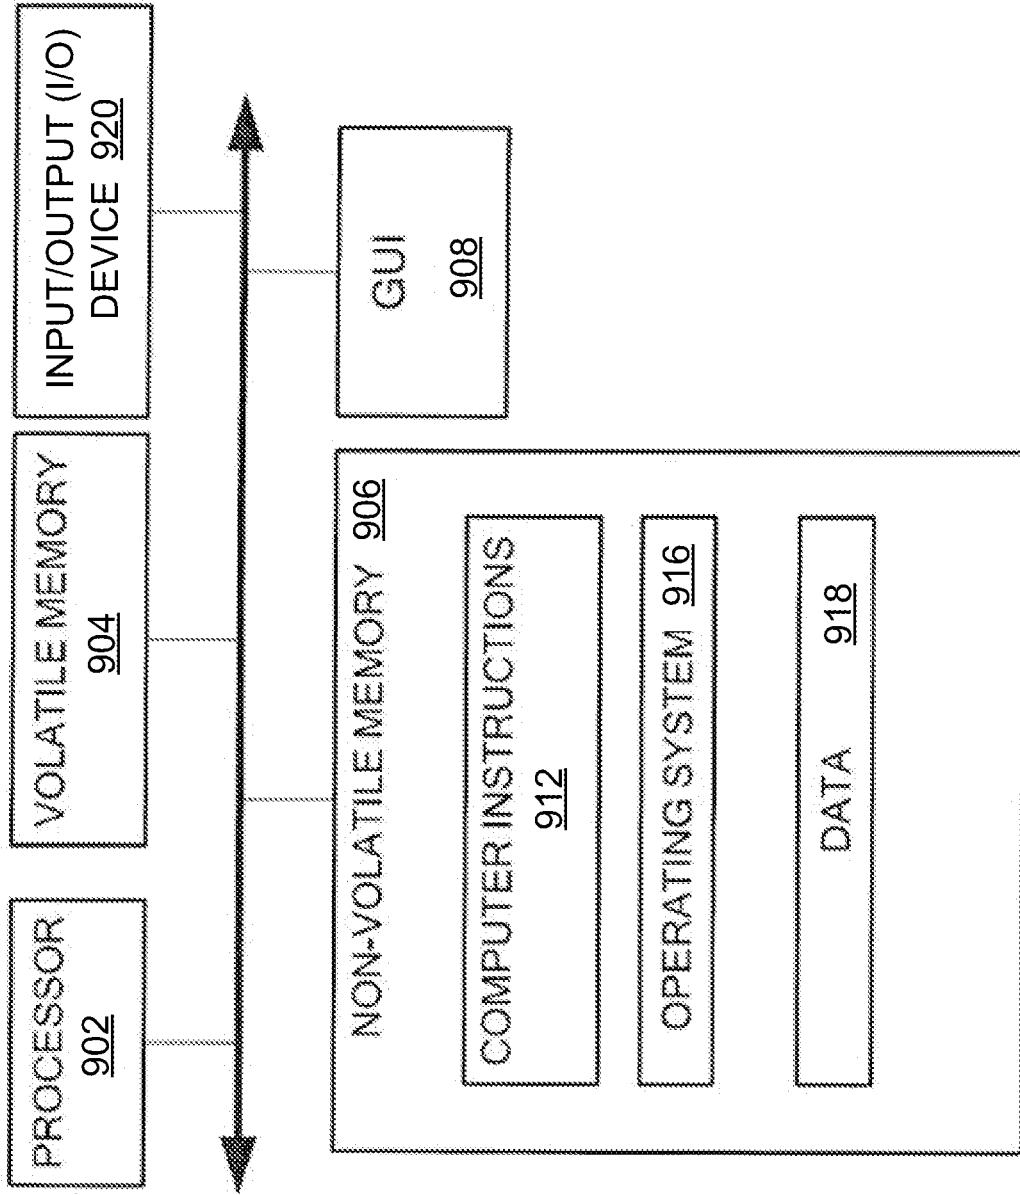 PROCESSOR
902
VOLATILE MEMORY
904
INPUT/OUTPUT (I/O)
DEVICE 920
NON-VOLATILE MEMORY 906
COMPUTER INSTRUCTIONS
912
OPERATING SYSTEM 916
DATA 918
GUI
908